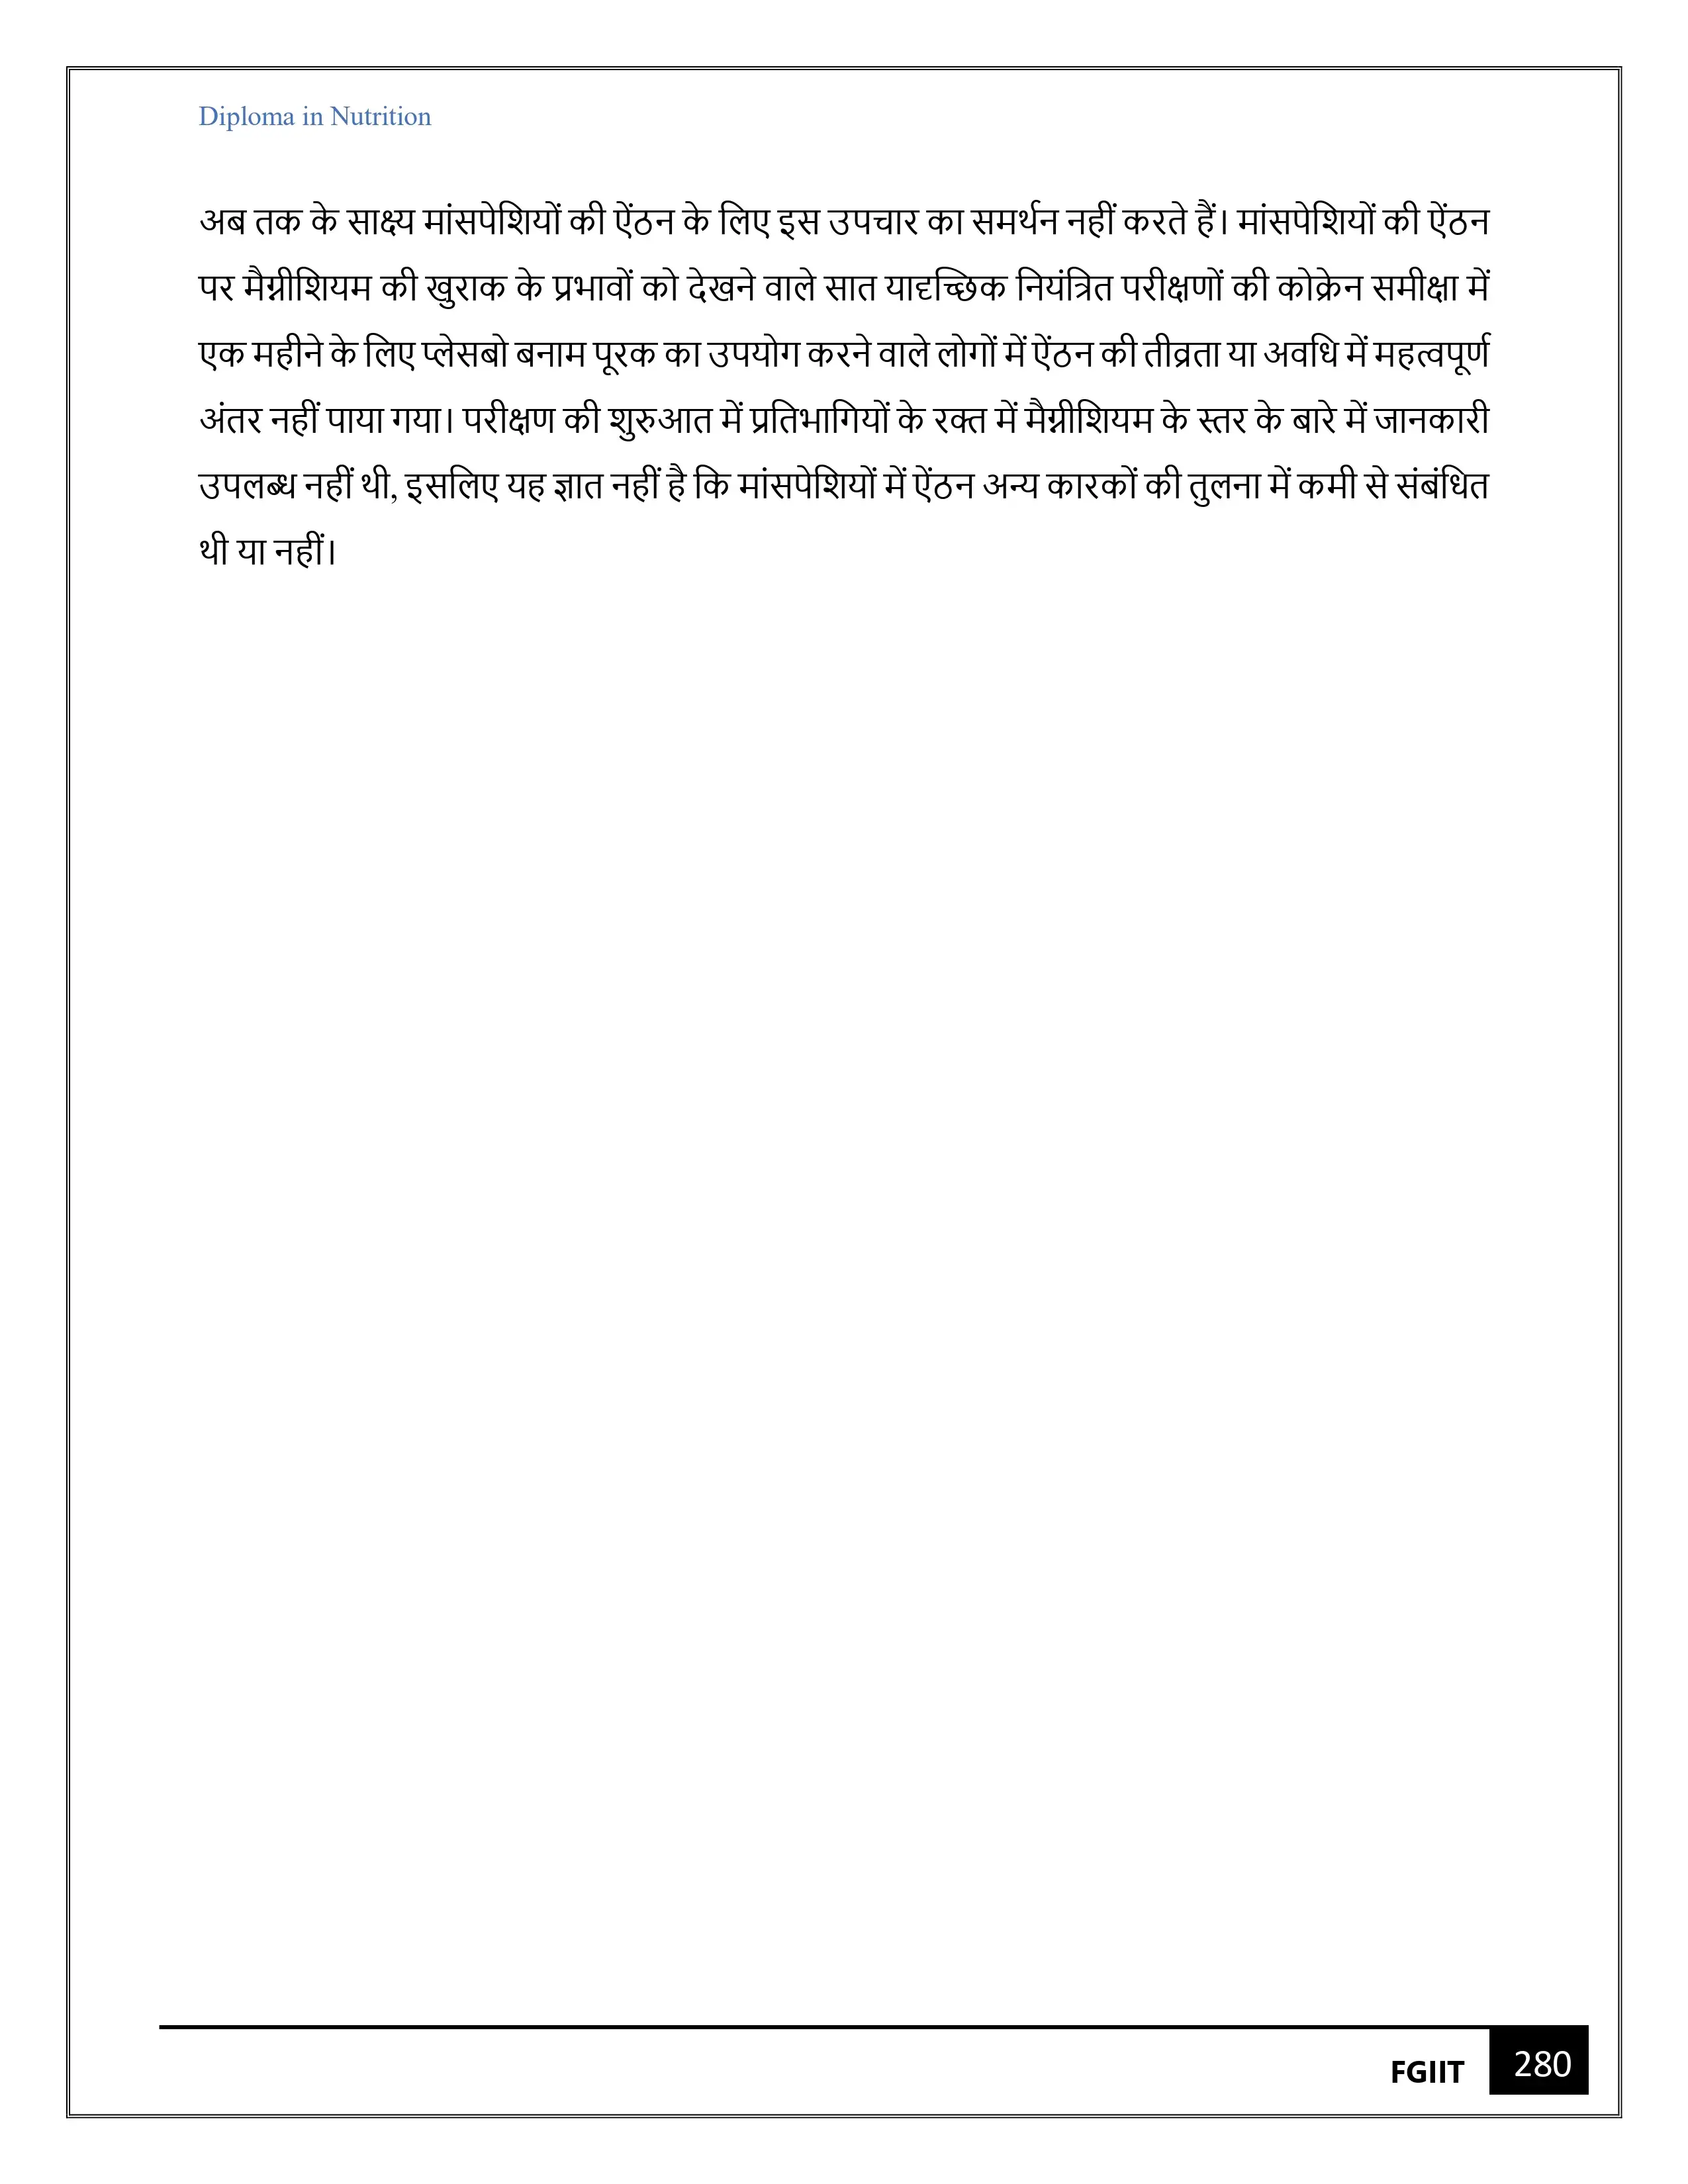 Diploma in Nutrition
अब तक के साक्ष्य मांसपेशियों की ऐंठन के लिए इस उपचार का समर्थन नहीं करते हैं। मांसपेशियों की ऐंठन
पर मैग्नीशियम की खुराक के प्रभावों को देखने वाले सात यादृच्छिक नियंत्रित परीक्षणों की कोक्रेन समीक्षा में
एक महीने के लिए प्लेसबो बनाम पूरक का उपयोग करने वाले लोगों में ऐंठन की तीव्रता या अवधि में महत्वपूर्ण
अंतर नहीं पाया गया। परीक्षण की शुरुआत में प्रतिभागियों के रक्त में मैग्नीशियम के स्तर के बारे में जानकारी
उपलब्ध नहीं थी, इसलिए यह ज्ञात नहीं है कि मांसपेशियों में ऐंठन अन्य कारकों की तुलना में कमी से संबंधित
थी या नहीं।
FGIIT 280